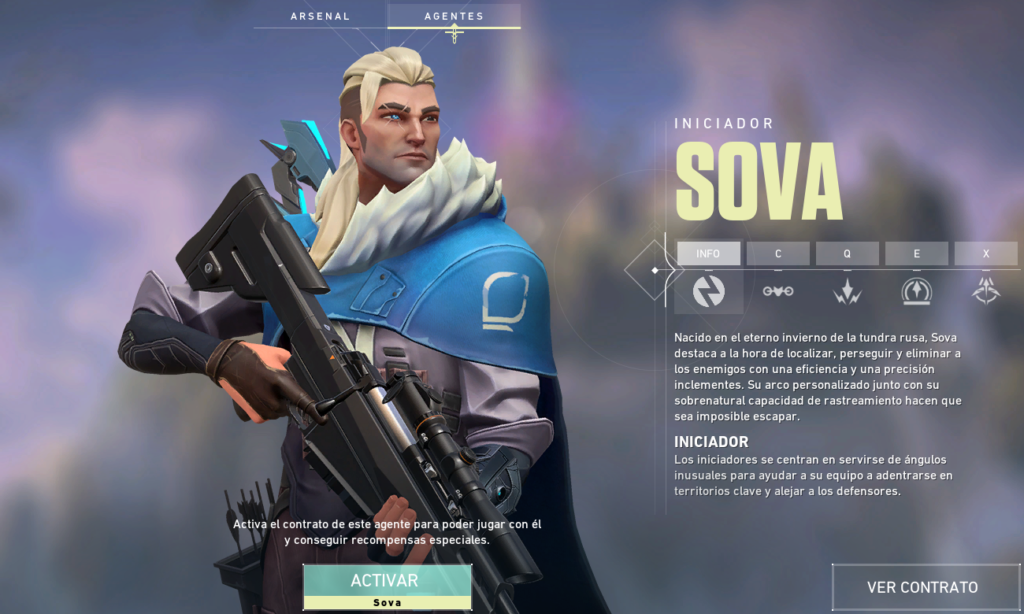 ARSENAL
AGENTES
INICIADOR
SOVA
INFO
C
Q
E
X
Nacido en el eterno invierno de la tundra rusa, Sova
destaca a la hora de localizar, perseguir y eliminar a
los enemigos con una eficiencia y una precisión
inclementes. Su arco personalizado junto con su
sobrenatural capacidad de rastreamiento hacen que
sea imposible escapar.
INICIADOR
Los iniciadores se centran en servirse de ángulos
inusuales para ayudar a su equipo a adentrarse en
territorios clave y alejar a los defensores.
Activa el contrato de este agente para poder jugar con él
y conseguir recompensas especiales.
ACTIVAR
Sova
VER CONTRATO